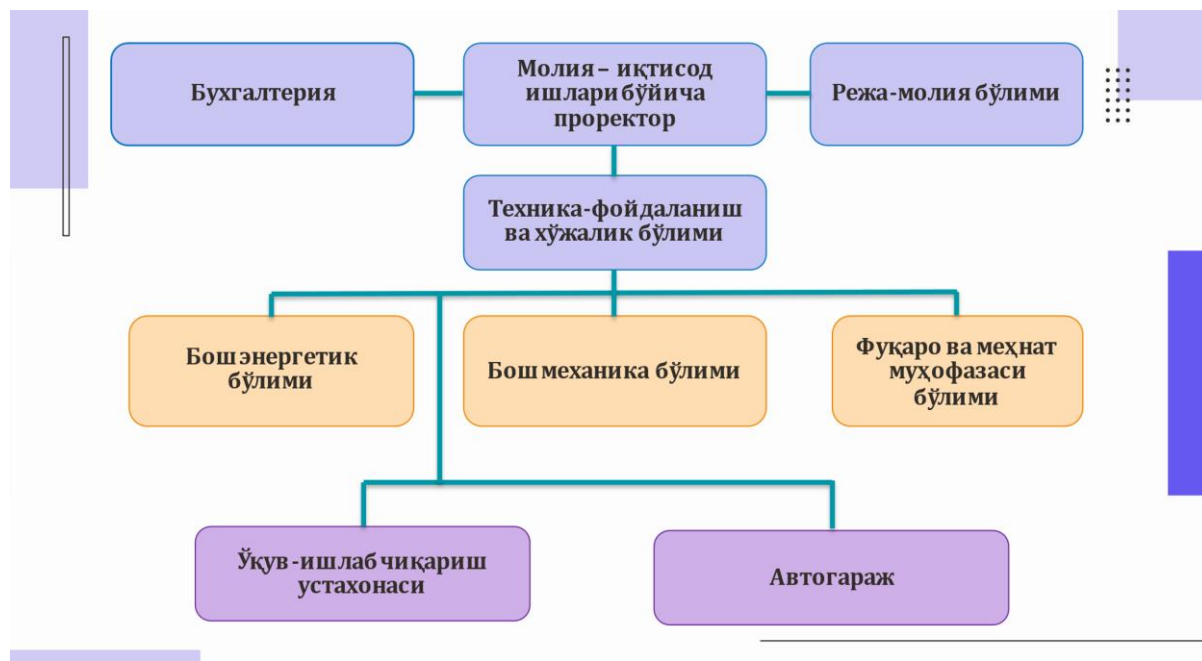 Бухгалтерия
Молия – иқтисод
ишлари бўйича
проректор
Режа-молия бўлими
Техника-фойдаланиш
ва хўжалик бўлими
Бош энергетик
бўлими
Бош механика бўлими
Фуқаро ва меҳнат
муҳофазаси
бўлими
Ўқув-ишлаб чиқариш
устахонаси
Автогараж